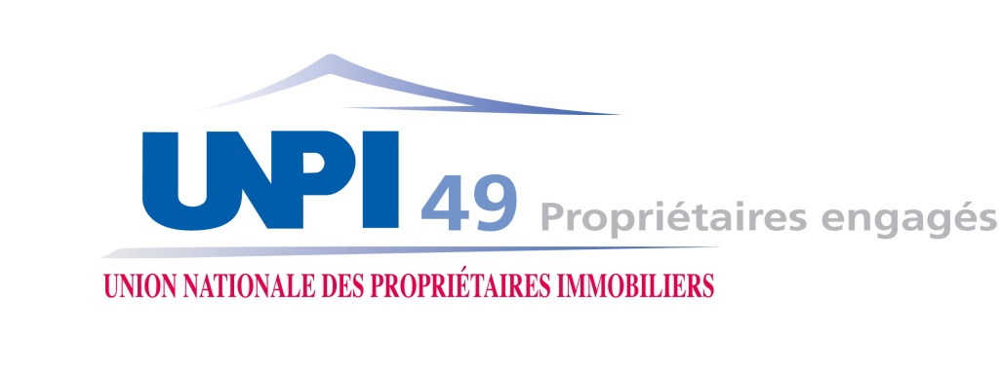 UNPI 49 Propriétaires engagés
UNION NATIONALE DES PROPRIÉTAIRES IMMOBILIERS